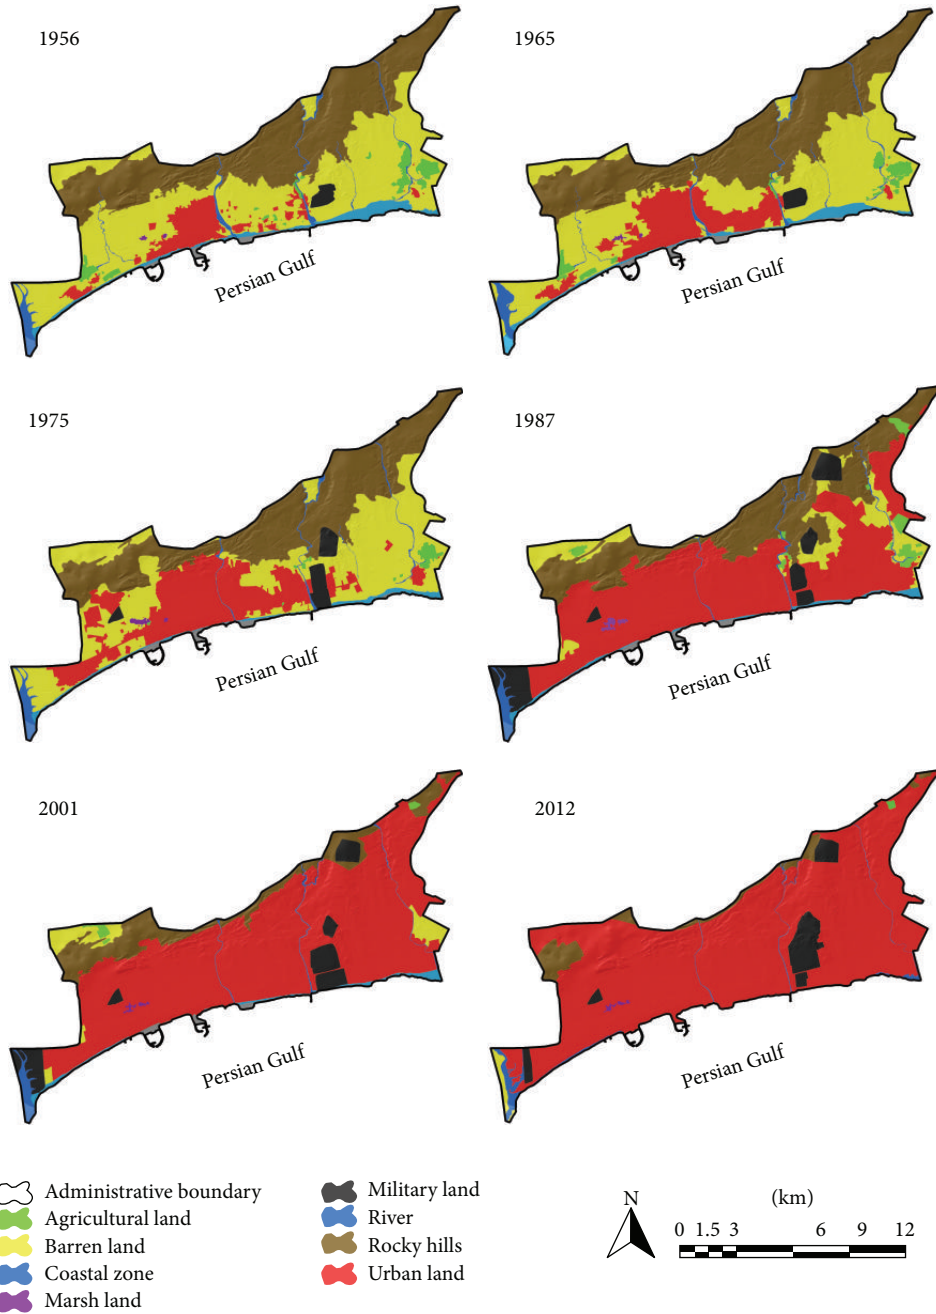 1956
1965
Persian Gulf
Persian Gulf
1975
1987
Persian Gulf
Persian Gulf
2001
2012
Persian Gulf
Persian Gulf
Administrative boundary
Agricultural land
Barren land
Coastal zone
Marsh land
Military land
River
Rocky hills
Urban land
N
(km)
0 1.5 3 6 9 12